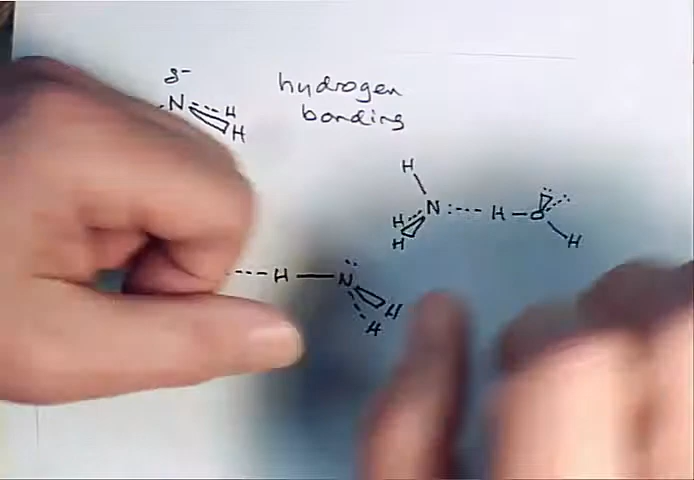 δ-
N H
H
hydrogen
bonding
H
N : H O
H
H H
H N
H
H